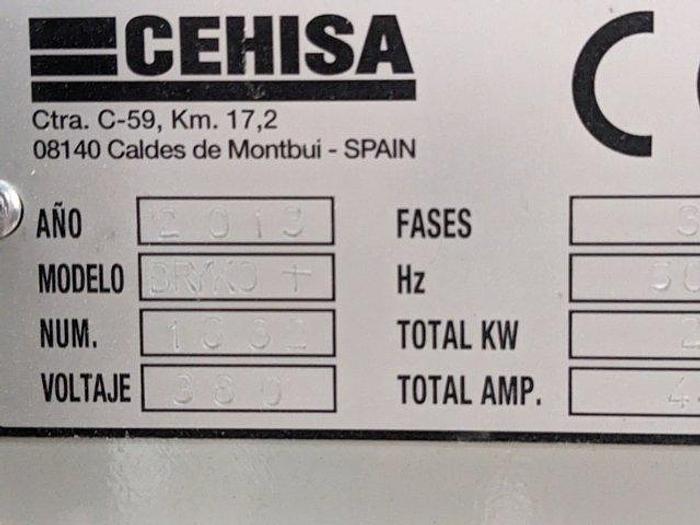 CEHISA
Ctra. C-59, Km. 17,2
08140 Caldes de Montbui - SPAIN
AÑO 2013 FASES
MODELO BRYKO + Hz
NUM. TOTAL KW
VOLTAJE 380 TOTAL AMP.